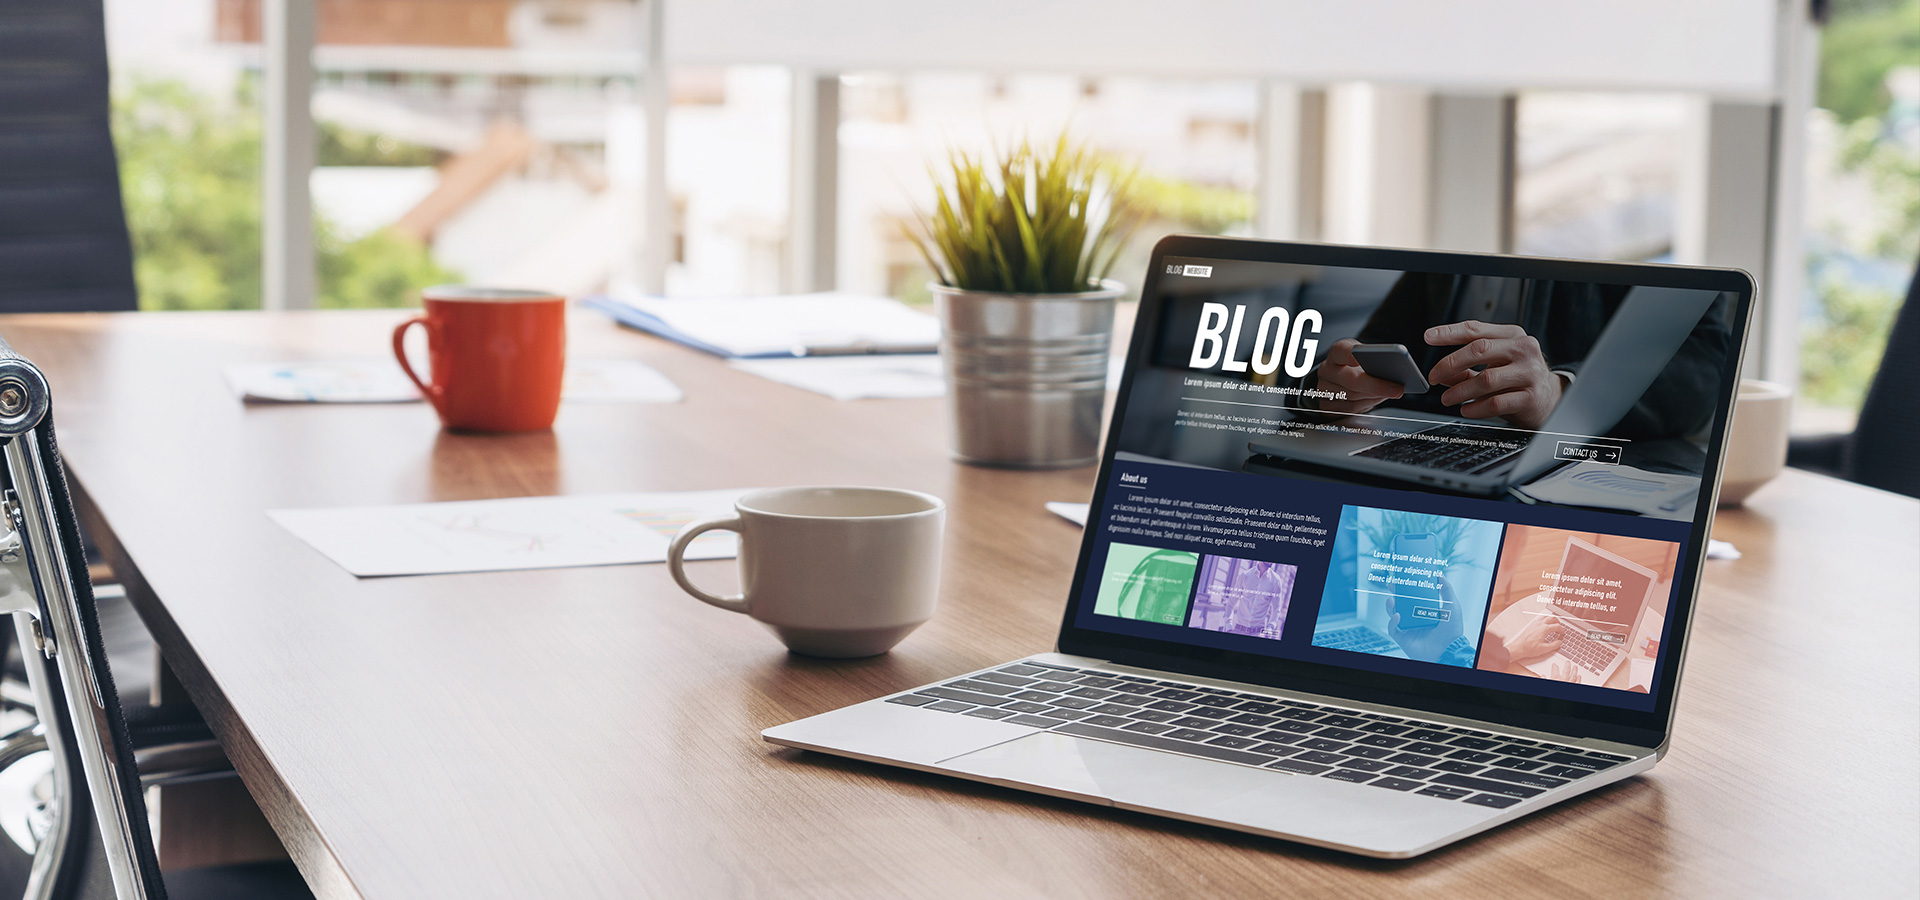 BLOG WEBSITE
BLOG
Lorem ipsum dolor sit amet, consectetur adipiscing elit.
Donec id interdum tellus, ac lacinia lectus. Praesent feugiat convallis sollicitudin. Praesent dolor nibh, pellentesque et bibendum sed, pellentesque a lorem. Vivamus
porta tellus tristique quam faucibus, eget dignissim nulla tempus.
CONTACT US
About us
Lorem ipsum dolor sit amet, consectetur adipiscing elit. Donec id interdum tellus,
ac lacinia lectus. Praesent feugiat convallis sollicitudin. Praesent dolor nibh, pellentesque
et bibendum sed, pellentesque a lorem. Vivamus porta tellus tristique quam faucibus, eget
dignissim nulla tempus. Sed non aliquet arcu, eget mattis urna.
Lorem ipsum dolor sit amet,
consectetur adipiscing elit.
Donec id interdum tellus, ac
READ MORE
Lorem ipsum dolor sit amet,
consectetur adipiscing elit.
Donec id interdum tellus, or
READ MORE